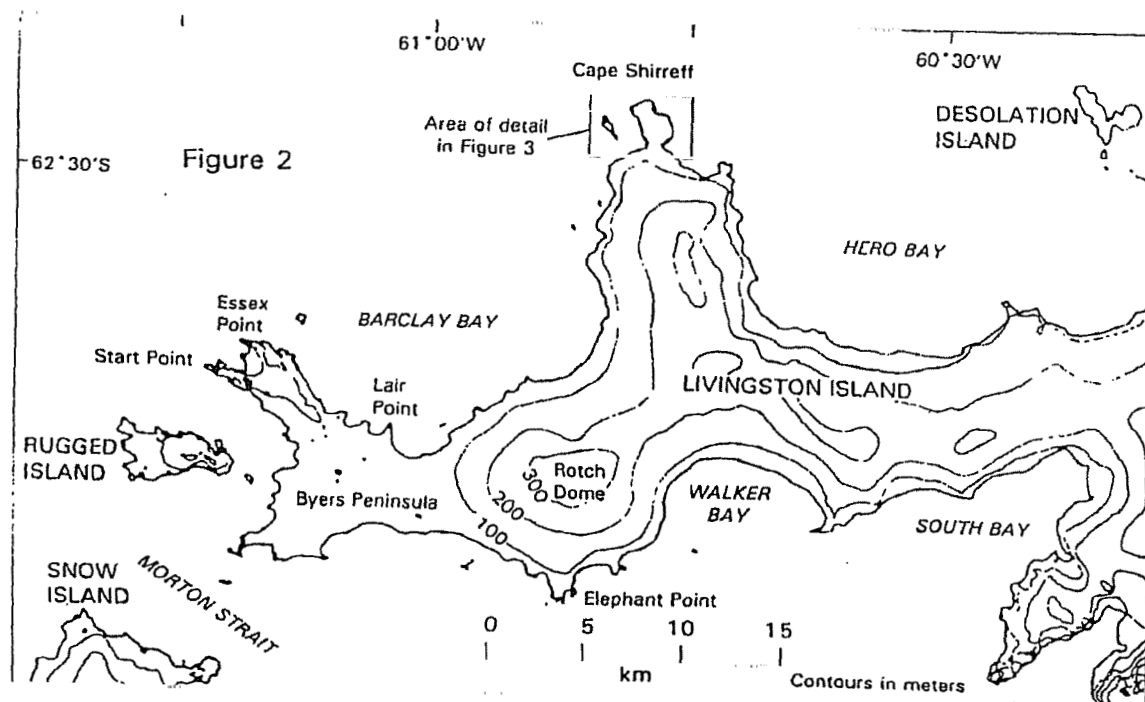 61°00'W
60°30'W
Cape Shirreff
Area of detail
in Figure 3
DESOLATION
ISLAND
62°30'S
Figure 2
HERO BAY
Essex
Point
BARCLAY BAY
Start Point
Lair
Point
LIVINGSTON ISLAND
RUGGED
ISLAND
Rotch
Dome
300
200
100
Byers Peninsula
WALKER
BAY
SOUTH BAY
SNOW
ISLAND
MORTON STRAIT
Elephant Point
0 5 10 15
km
Contours in meters